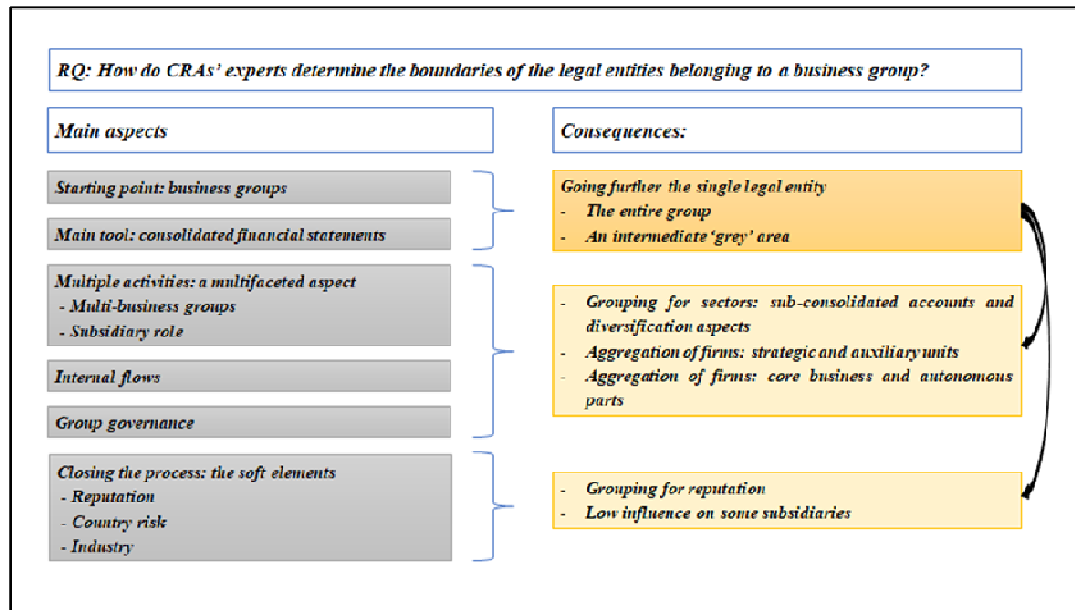 RQ: How do CRAs' experts determine the boundaries of the legal entities belonging to a business group?
Main aspects
Starting point: business groups
Main tool: consolidated financial statements
Multiple activities: a multifaceted aspect
- Multi-business groups
- Subsidiary role
Internal flows
Group governance
Closing the process: the soft elements
- Reputation
- Country risk
- Industry
Consequences:
Going further the single legal entity
- The entire group
- An intermediate 'grey' area
- Grouping for sectors: sub-consolidated accounts and
diversification aspects
- Aggregation of firms: strategic and auxiliary units
- Aggregation of firms: core business and autonomous
parts
- Grouping for reputation
- Low influence on some subsidiaries